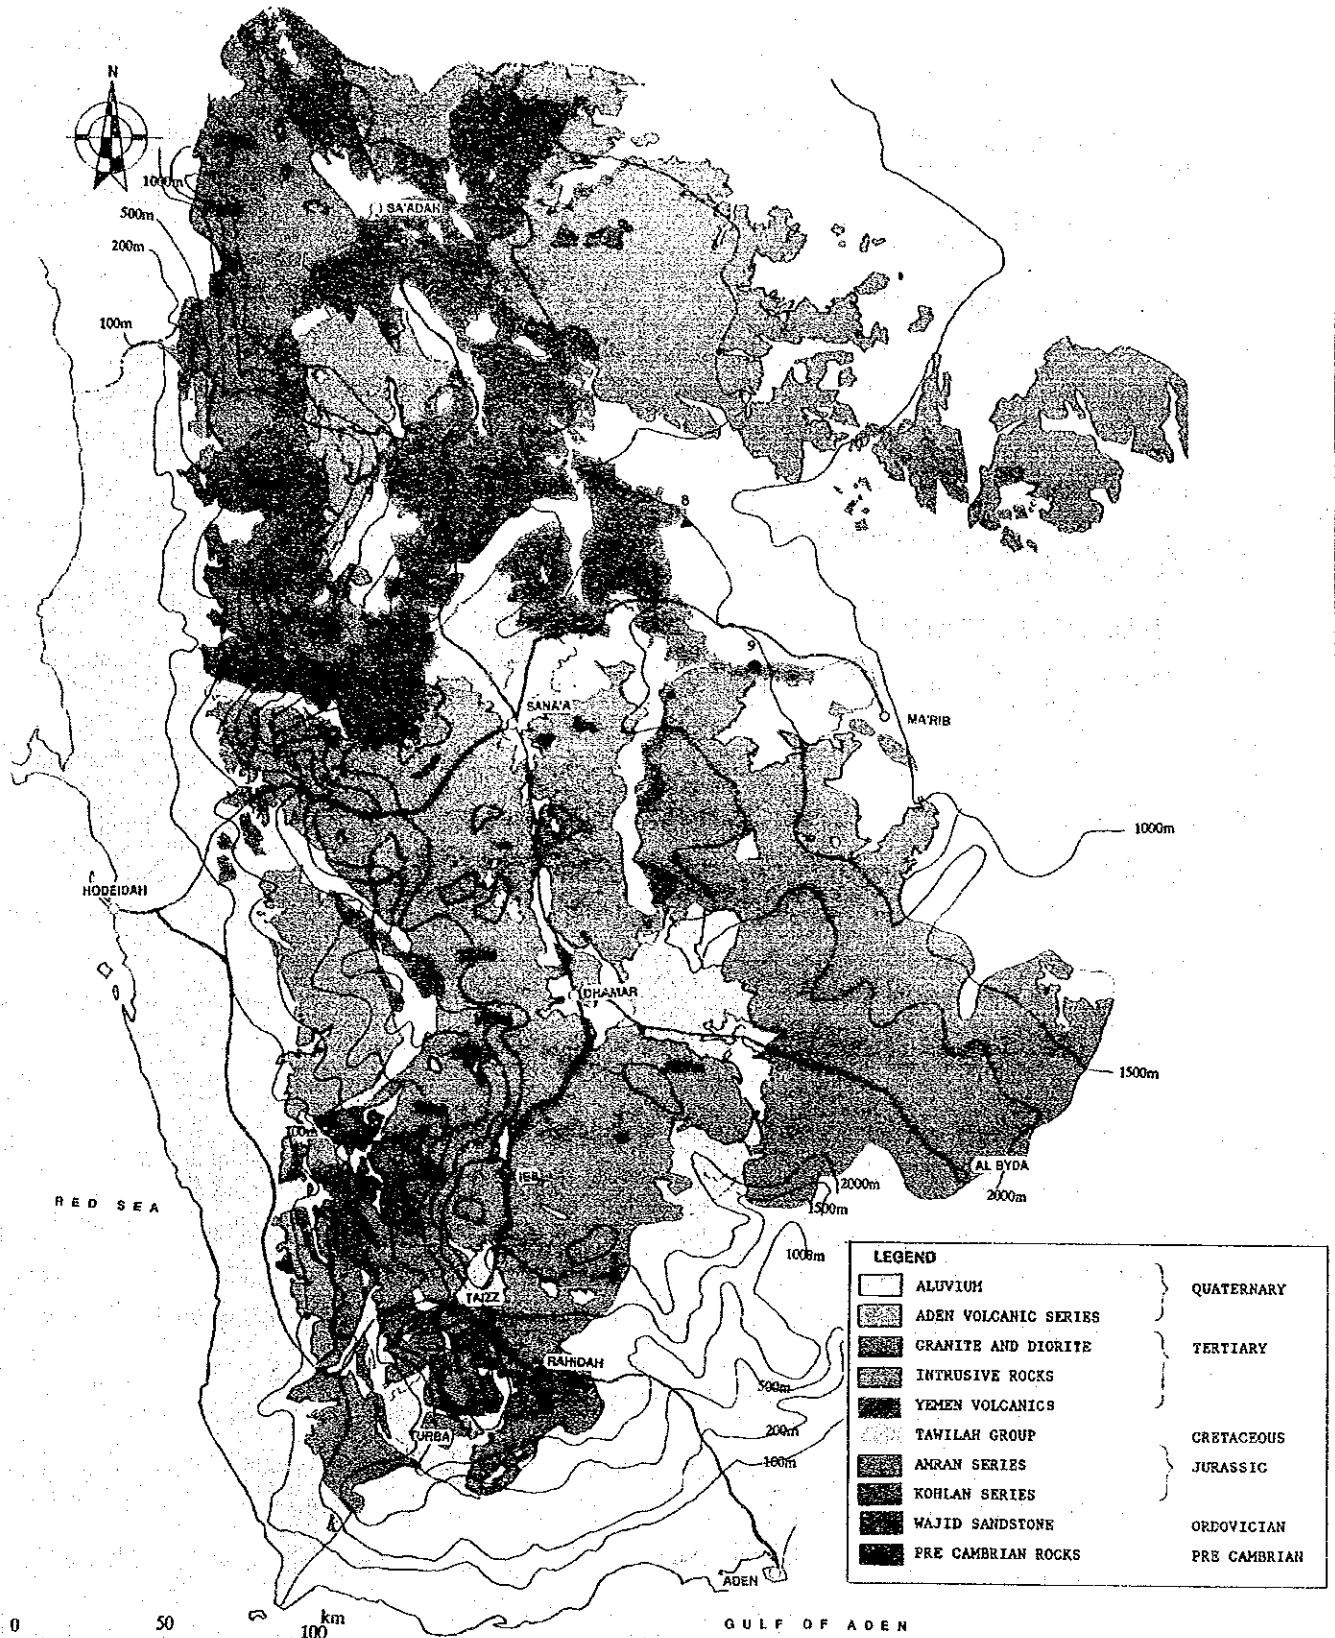 N
1000m
500m
SA'ADAH
200m
100m
8
9
2
SANA'A
MA'RIB
1000m
HODEIDAH
DHAMAR
1500m
100m
IBB
AL BYDA
2000m
2000m
1500m
RED SEA
1000m
TAIZZ
RAHIDAH
500m
TURBA
200m
100m
ADEN
LEGEND
ALUVIUM
QUATERNARY
ADEN VOLCANIC SERIES
GRANITE AND DIORITE
TERTIARY
INTRUSIVE ROCKS
YEMEN VOLCANICS
TAWILAH GROUP
CRETACEOUS
AMRAN SERIES
JURASSIC
KOHLAN SERIES
WAJID SANDSTONE
ORDOVICIAN
PRE CAMBRIAN ROCKS
PRE CAMBRIAN
0 50 km 100
GULF OF ADEN